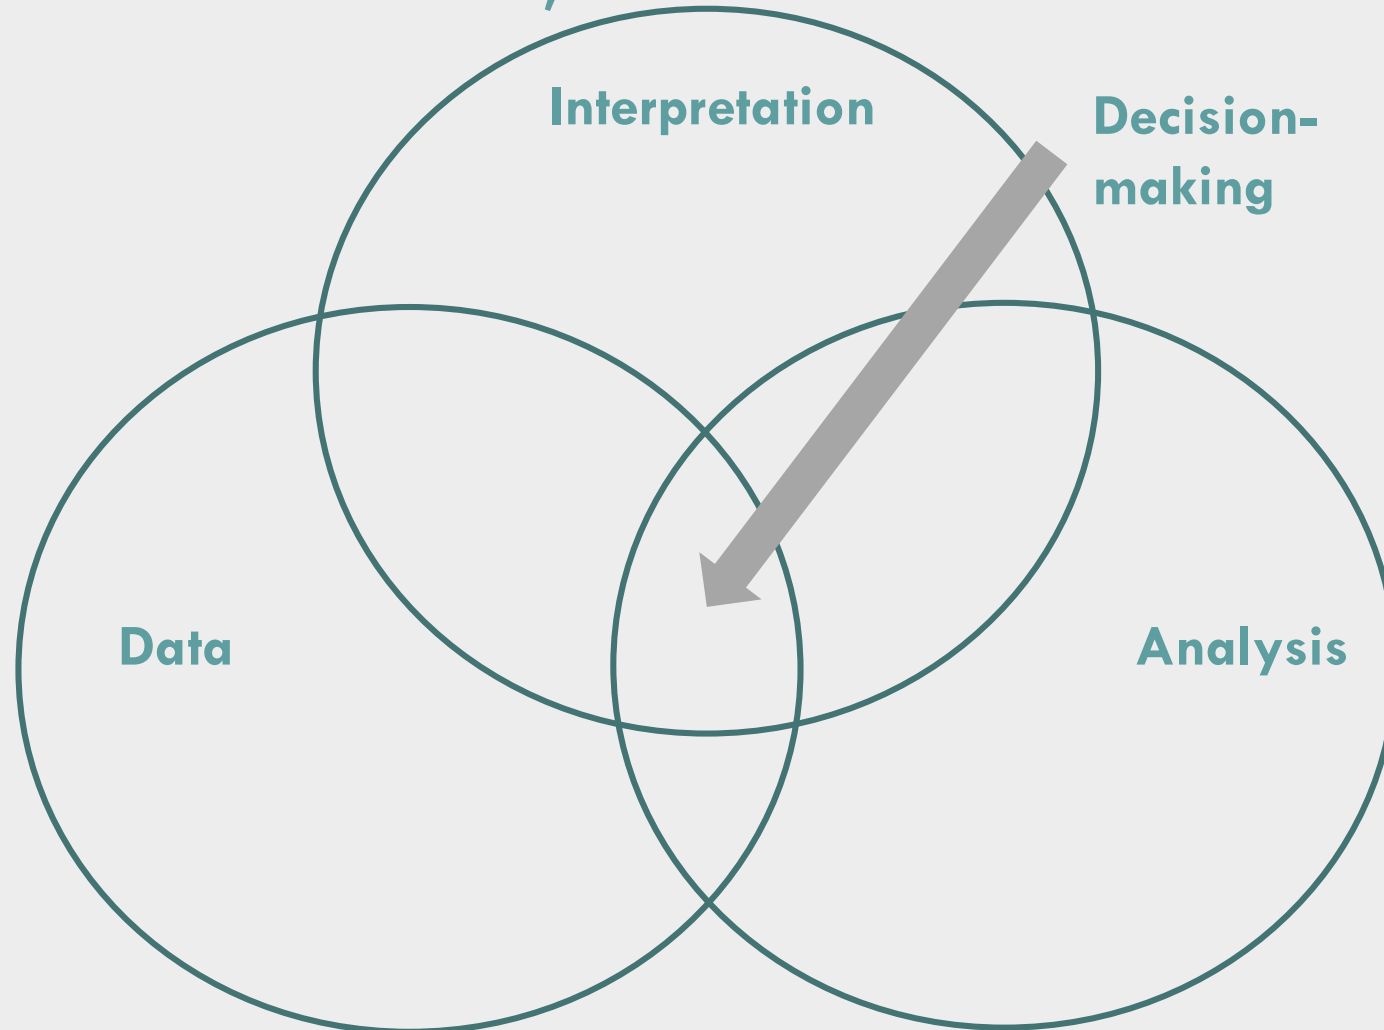 Interpretation
Decision-
making
Data
Analysis